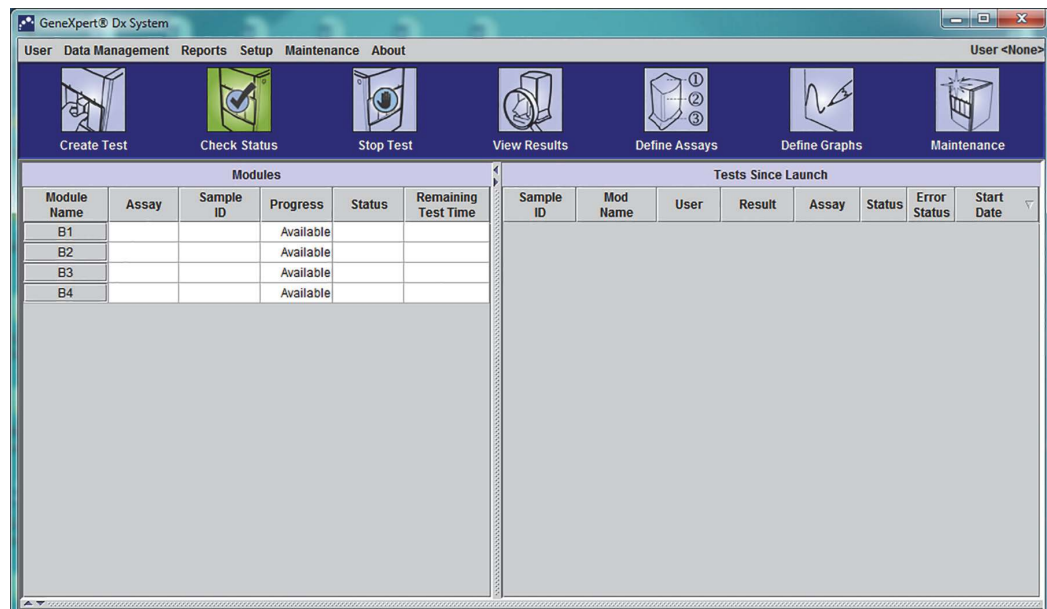 GeneXpert® Dx System
User Data Management Reports Setup Maintenance About User <None>
① ② ③
Create Test Check Status Stop Test View Results Define Assays Define Graphs Maintenance
Modules
Module Name Assay Sample ID Progress Status Remaining Test Time
B1 Available
B2 Available
B3 Available
B4 Available
Tests Since Launch
Sample ID Mod Name User Result Assay Status Error Status Start Date